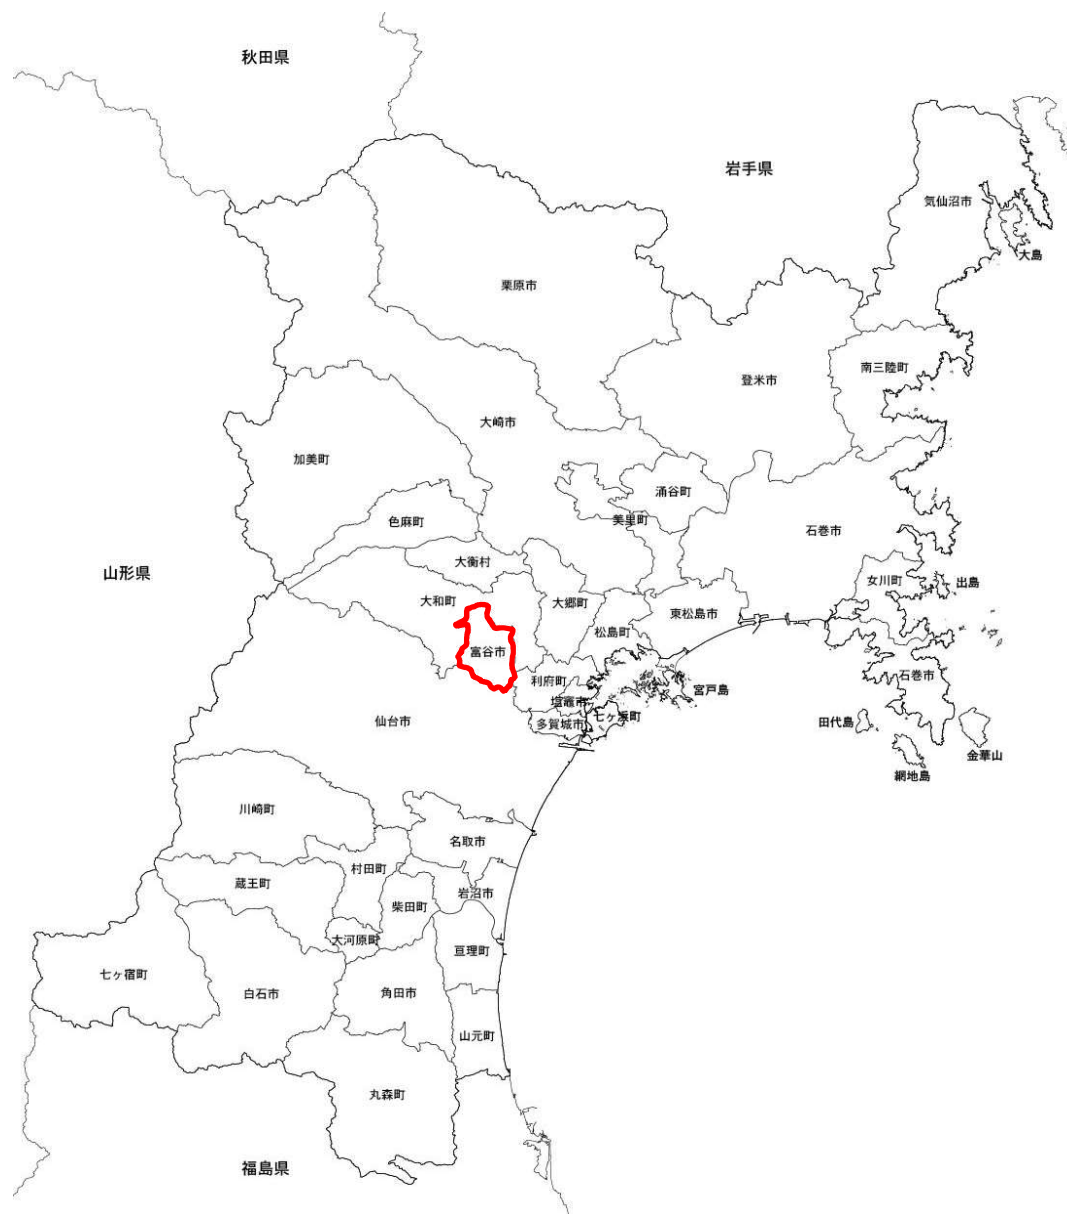 秋田県
岩手県
気仙沼市
大島
栗原市
南三陸町
登米市
大崎市
加美町
涌谷町
色麻町
美里町
石巻市
大衡村
山形県
女川町
出島
大和町
大郷町
東松島市
松島町
富谷市
利府町
石巻市
宮戸島
塩竈市
七ヶ浜町
仙台市
多賀城市
田代島
金華山
網地島
川崎町
名取市
村田町
蔵王町
岩沼市
柴田町
大河原町
亘理町
七ヶ宿町
白石市
角田市
山元町
丸森町
福島県